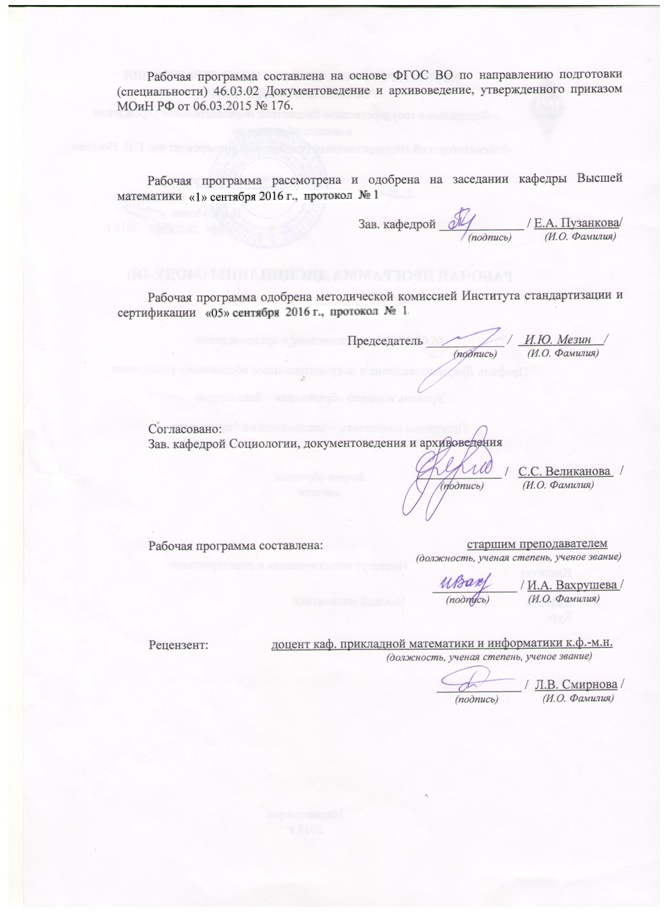 Рабочая программа составлена на основе ФГОС ВО по направлению подготовки
(специальности) 46.03.02 Документоведение и архивоведение, утвержденного приказом
МОиН РФ от 06.03.2015 № 176.
Рабочая программа рассмотрена и одобрена на заседании кафедры Высшей
математики «1» сентября 2016 г., протокол № 1
Зав. кафедрой ______________ / Е.А. Пузанкова/
(подпись) (И.О. Фамилия)
Рабочая программа одобрена методической комиссией Института стандартизации и
сертификации «05» сентября 2016 г., протокол № 1
Председатель _____________ / И.Ю. Мезин /
(подпись) (И.О. Фамилия)
Согласовано:
Зав. кафедрой Социологии, документоведения и архивоведения
______________ / С.С. Великанова /
(подпись) (И.О. Фамилия)
Рабочая программа составлена: старшим преподавателем
(должность, ученая степень, ученое звание)
______________ / И.А. Вахрушева /
(подпись) (И.О. Фамилия)
Рецензент: доцент каф. прикладной математики и информатики к.ф.-м.н.
(должность, ученая степень, ученое звание)
______________ / Л.В. Смирнова /
(подпись) (И.О. Фамилия)